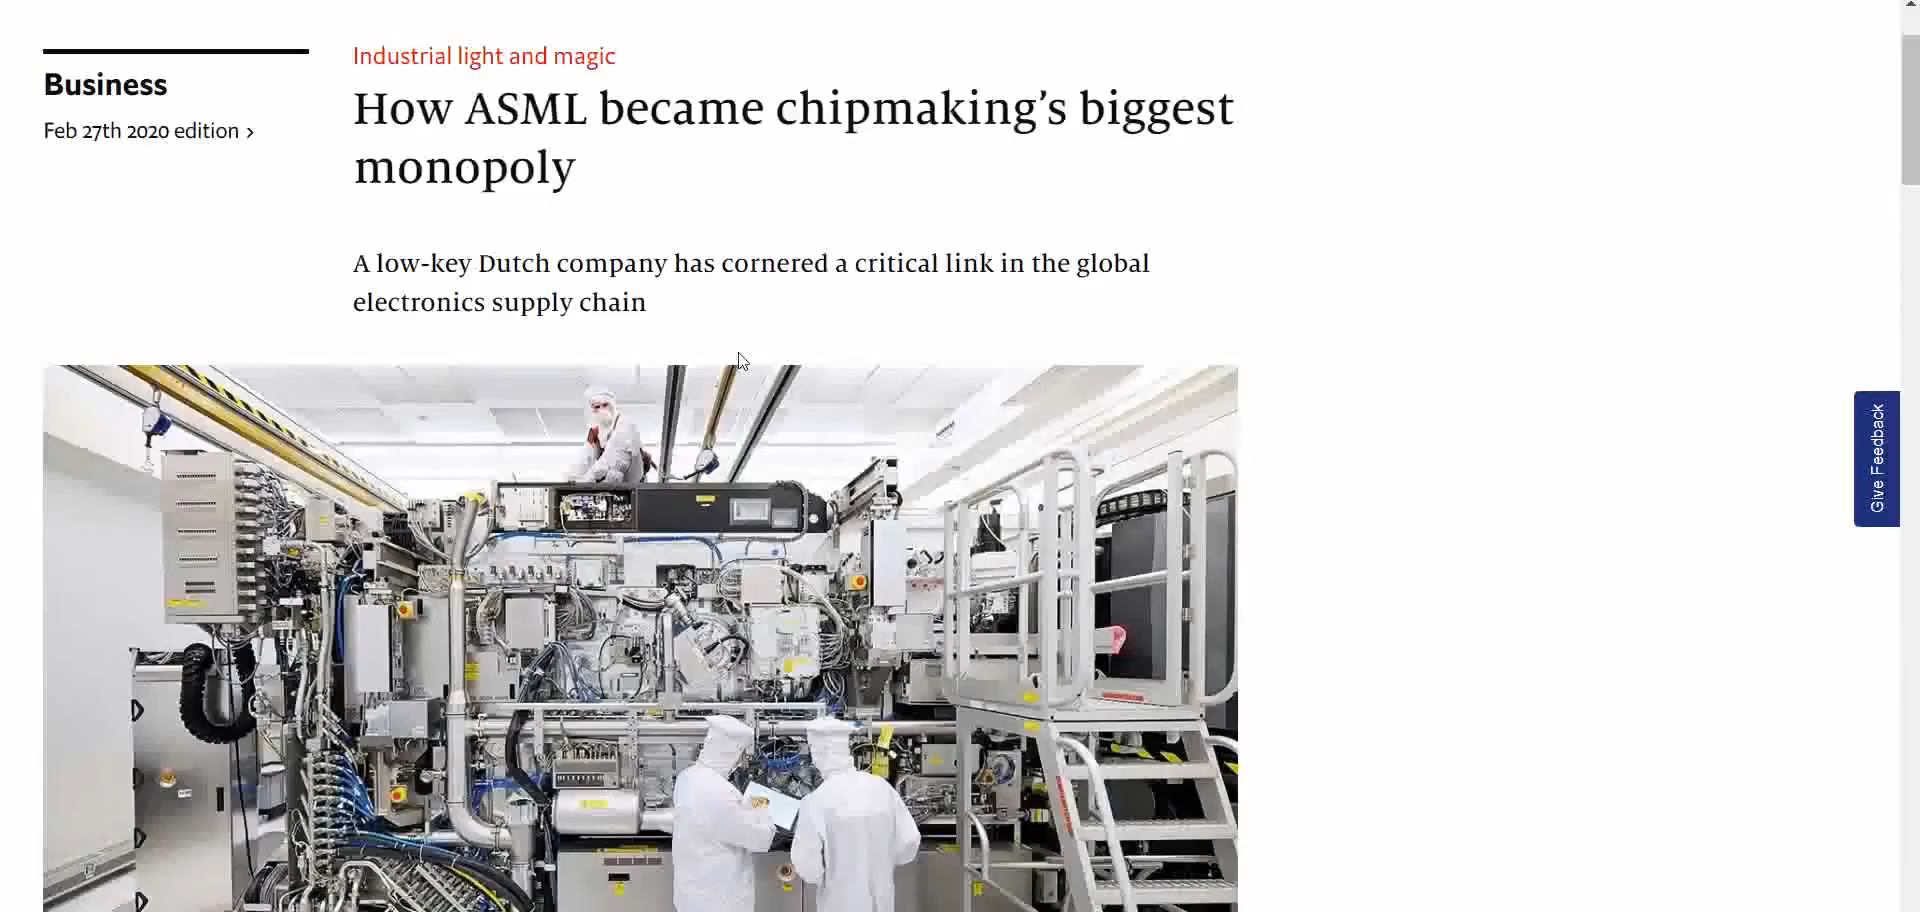 Business
Feb 27th 2020 edition >
Industrial light and magic
How ASML became chipmaking's biggest
monopoly
A low-key Dutch company has cornered a critical link in the global
electronics supply chain
Give Feedback